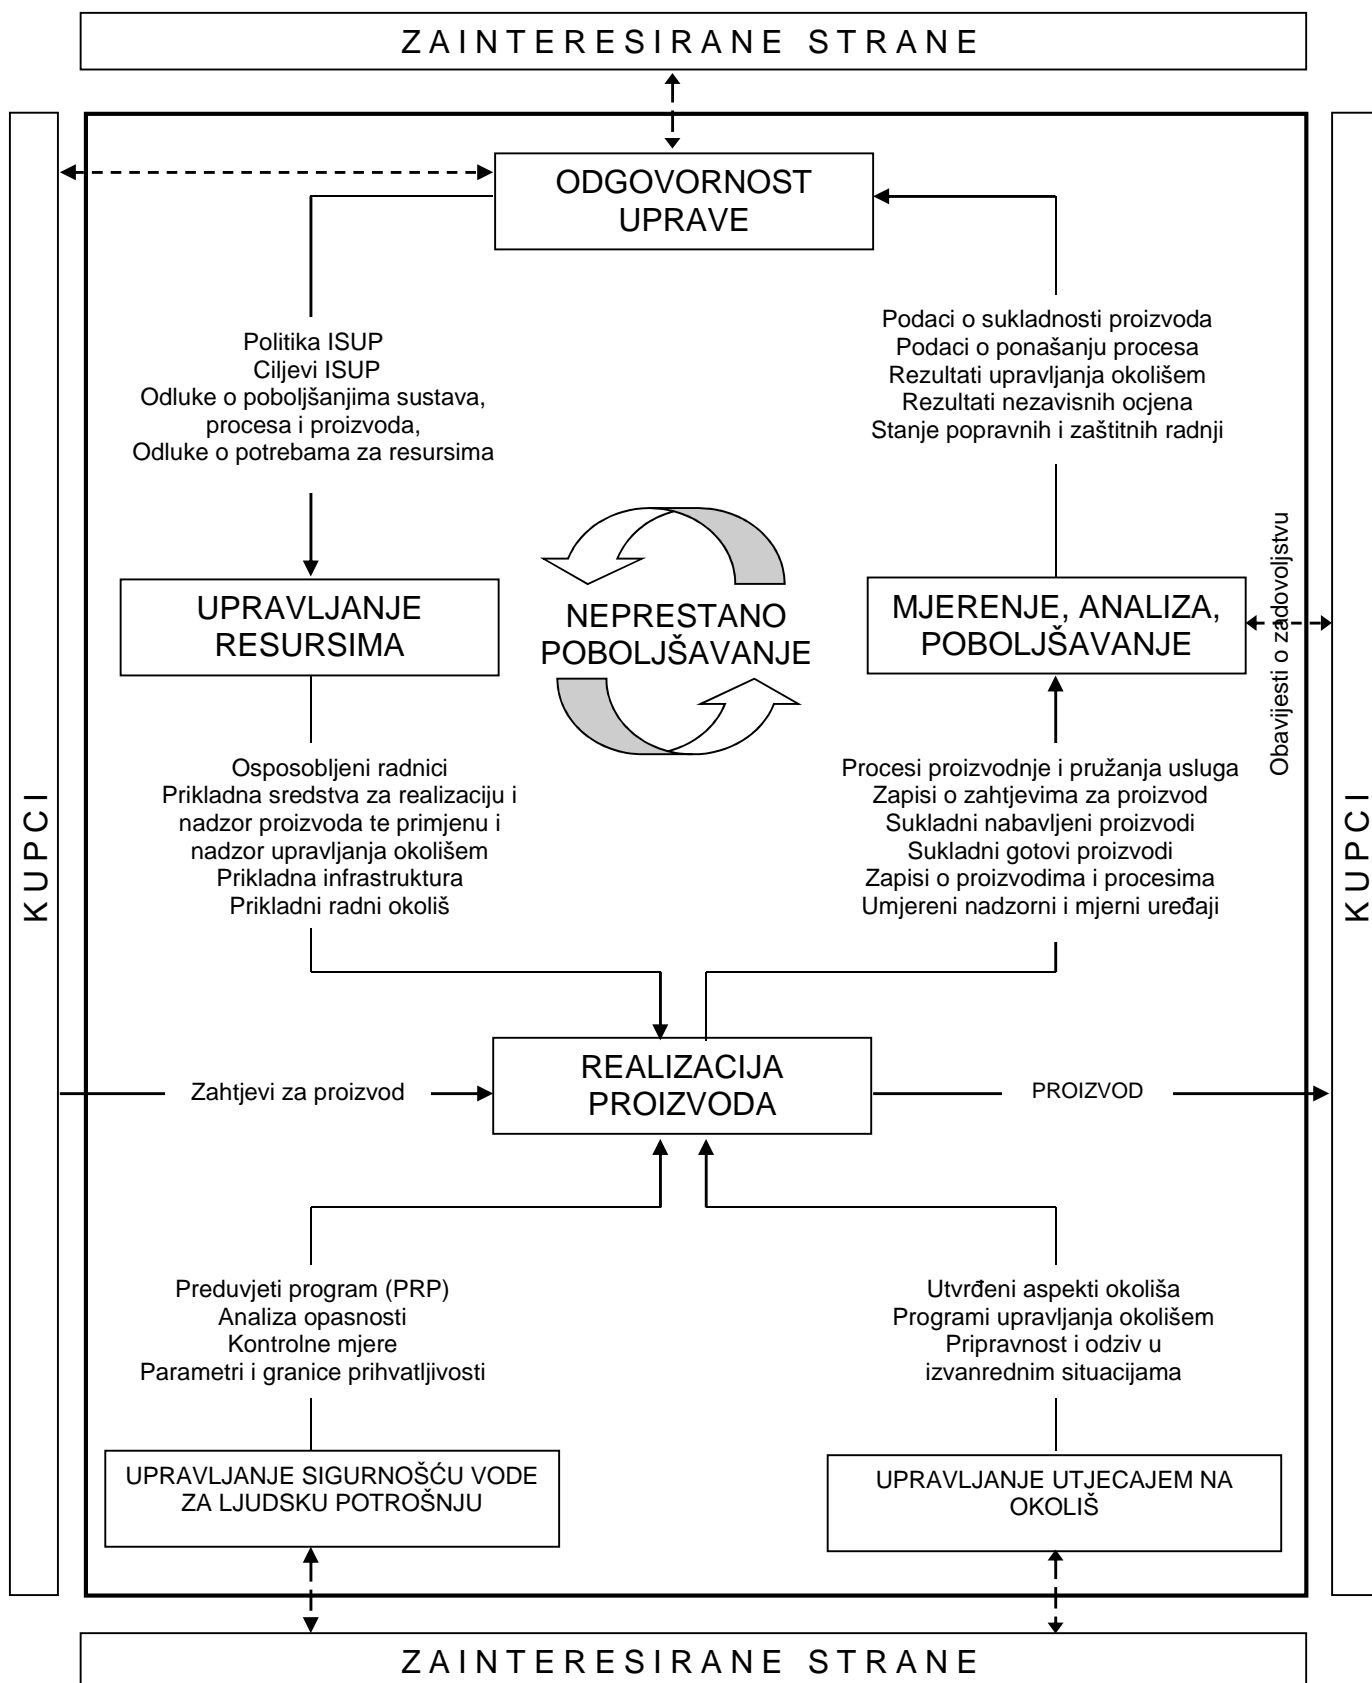 ZAINTERESIRANE STRANE
ODGOVORNOST
UPRAVE
Politika ISUP
Ciljevi ISUP
Odluke o poboljšanjima sustava,
procesa i proizvoda,
Odluke o potrebama za resursima
Podaci o sukladnosti proizvoda
Podaci o ponašanju procesa
Rezultati upravljanja okolišem
Rezultati nezavisnih ocjena
Stanje popravnih i zaštitnih radnji
UPRAVLJANJE
RESURSIMA
NEPRESTANO
POBOLJŠAVANJE
MJERENJE, ANALIZA,
POBOLJŠAVANJE
Obavijesti o zadovoljstvu
KUPCI
KUPCI
Osposobljeni radnici
Prikladna sredstva za realizaciju i
nadzor proizvoda te primjenu i
nadzor upravljanja okolišem
Prikladna infrastruktura
Prikladni radni okoliš
Procesi proizvodnje i pružanja usluga
Zapisi o zahtjevima za proizvod
Sukladni nabavljeni proizvodi
Sukladni gotovi proizvodi
Zapisi o proizvodima i procesima
Umjereni nadzorni i mjerni uređaji
Zahtjevi za proizvod
REALIZACIJA
PROIZVODA
PROIZVOD
Preduvjeti program (PRP)
Analiza opasnosti
Kontrolne mjere
Parametri i granice prihvatljivosti
Utvrđeni aspekti okoliša
Programi upravljanja okolišem
Pripravnost i odziv u
izvanrednim situacijama
UPRAVLJANJE SIGURNOŠĆU VODE
ZA LJUDSKU POTROŠNJU
UPRAVLJANJE UTJECAJEM NA
OKOLIŠ
ZAINTERESIRANE STRANE